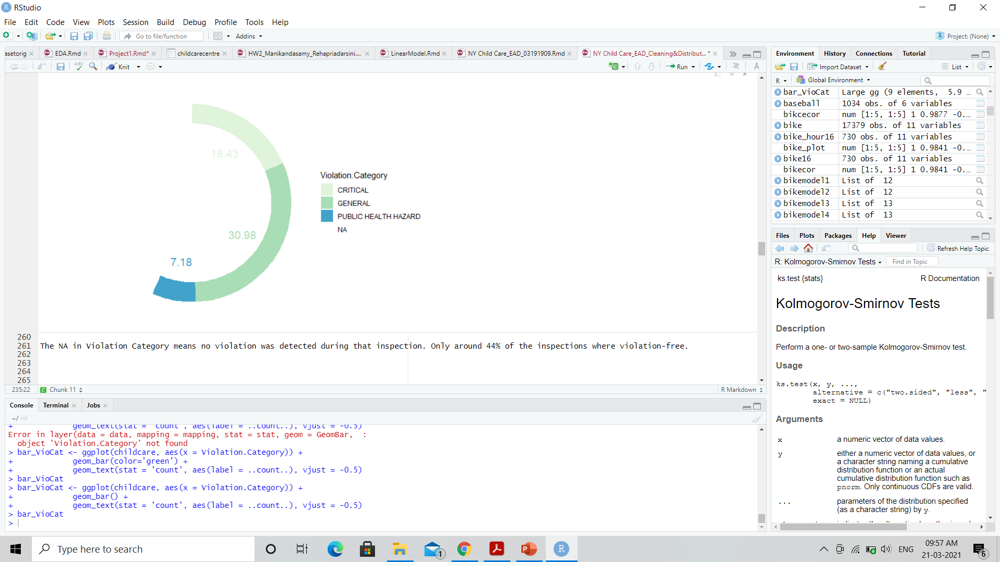 RStudio
File Edit Code View Plots Session Build Debug Profile Tools Help
Go to file/function Addins Project: (None)
asetorig EDA.Rmd Project1.Rmd* childcarecentre HW2_Manikandasamy_Rehapriadarsini.... LinearModel.Rmd NY Child Care_EAD_03191909.Rmd NY Child Care_EAD_Cleaning&Distribut...*
ABC Knit Run
18.43
30.98
7.18
Violation.Category
CRITICAL
GENERAL
PUBLIC HEALTH HAZARD
NA
260
261 The NA in Violation Category means no violation was detected during that inspection. Only around 44% of the inspections where violation-free.
262
263
264
265
235:22 Chunk 11 R Markdown
Console Terminal Jobs
~/
+ geom_text(stat = 'count', aes(label = ..count..), vjust = -0.5)
Error in layer(data = data, mapping = mapping, stat = stat, geom = GeomBar, :
object 'Violation.Category' not found
> bar_VioCat <- ggplot(childcare, aes(x = Violation.Category)) +
+ geom_bar(color='green') +
+ geom_text(stat = 'count', aes(label = ..count..), vjust = -0.5)
> bar_VioCat
> bar_VioCat <- ggplot(childcare, aes(x = Violation.Category)) +
+ geom_bar() +
+ geom_text(stat = 'count', aes(label = ..count..), vjust = -0.5)
> bar_VioCat
>
Environment History Connections Tutorial
Import Dataset List
R Global Environment
bar_VioCat Large gg (9 elements, 5.9 ...
baseball 1034 obs. of 6 variables
bikcecor num [1:5, 1:5] 1 0.9877 -0...
bike 17379 obs. of 11 variables
bike_hour16 730 obs. of 11 variables
bike_plot num [1:5, 1:5] 1 0.9841 -0...
bike16 730 obs. of 11 variables
bikecor num [1:5, 1:5] 1 0.9841 -0...
bikemodel1 List of 12
bikemodel2 List of 12
bikemodel3 List of 13
bikemodel4 List of 13
Files Plots Packages Help Viewer
Refresh Help Topic
R: Kolmogorov-Smirnov Tests Find in Topic
ks.test {stats} R Documentation
Kolmogorov-Smirnov Tests
Description
Perform a one- or two-sample Kolmogorov-Smirnov test.
Usage
ks.test(x, y, ...,
alternative = c("two.sided", "less", "
exact = NULL)
Arguments
x a numeric vector of data values.
y either a numeric vector of data values, or
a character string naming a cumulative
distribution function or an actual
cumulative distribution function such as
pnorm. Only continuous CDFs are valid.
... parameters of the distribution specified
(as a character string) by y.
Type here to search
1
ENG
09:57 AM
21-03-2021
6